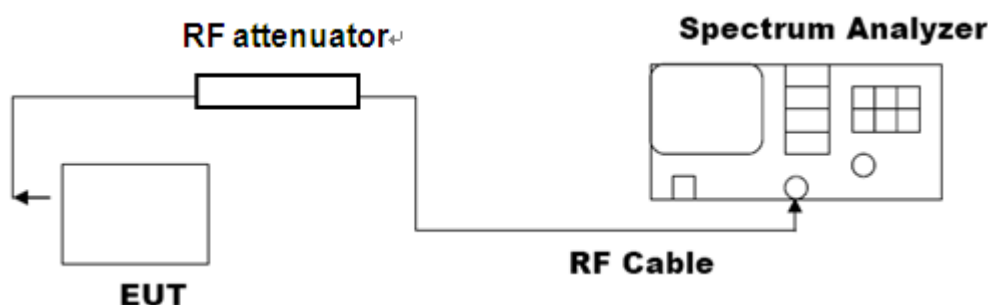 RF attenuator↵
Spectrum Analyzer
RF Cable
EUT